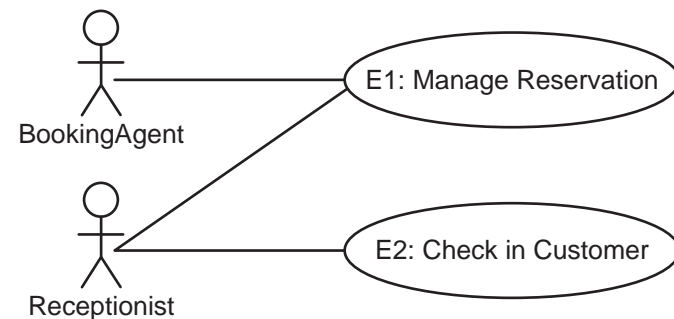 E1: Manage Reservation
BookingAgent
E2: Check in Customer
Receptionist